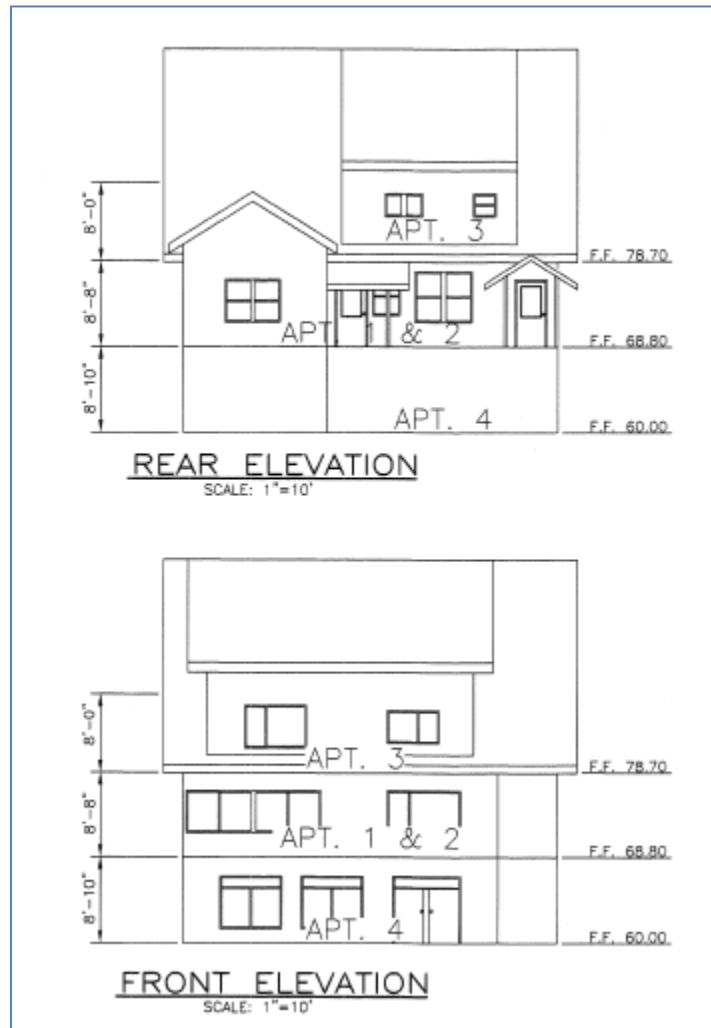 8'-0"
APT. 3
F.F. 78.70
8'-8"
APT. 1 & 2
F.F. 68.80
8'-10"
APT. 4
F.F. 60.00
REAR ELEVATION
SCALE: 1"=10'
8'-0"
APT. 3
F.F. 78.70
8'-8"
APT. 1 & 2
F.F. 68.80
8'-10"
APT. 4
F.F. 60.00
FRONT ELEVATION
SCALE: 1"=10'